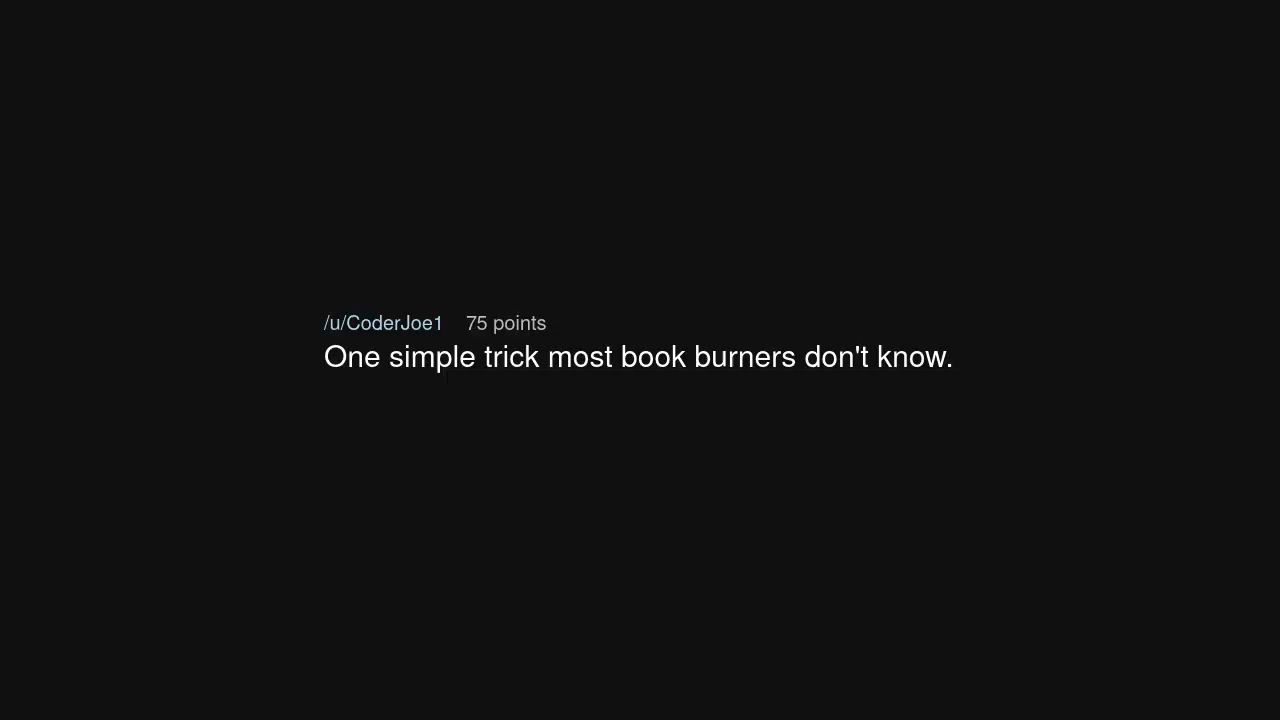 /u/CoderJoe1 75 points
One simple trick most book burners don't know.